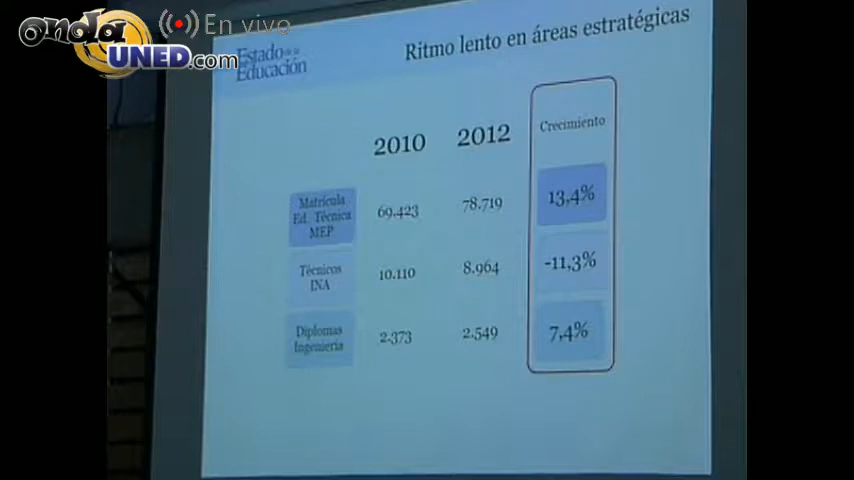 onda
UNED.com
En vivo
Estado de la
Educación
Ritmo lento en áreas estratégicas
2010 2012 Crecimiento
Matrícula
Ed. Técnica
MEP
69.423 78.719 13,4%
Técnicos
INA
10.110 8.964 -11,3%
Diplomas
Ingeniería
2.373 2.549 7,4%